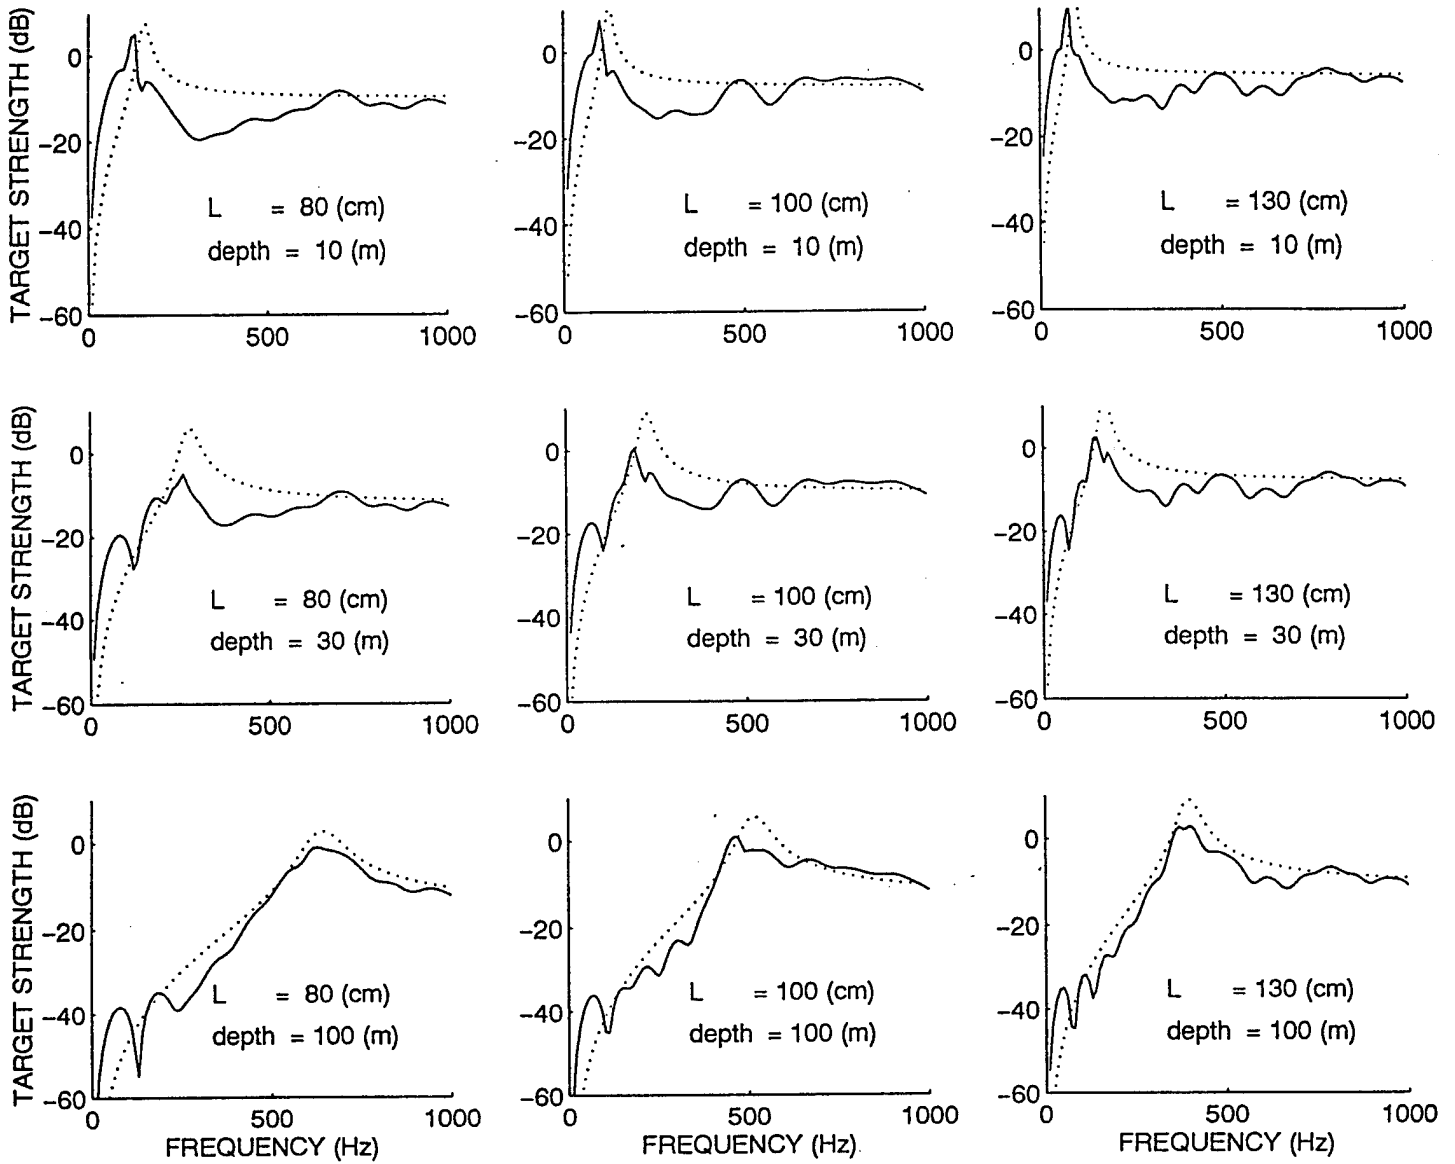 TARGET STRENGTH (dB)
0
−20
−40
−60
L = 80 (cm)
depth = 10 (m)
0 500 1000
0
−20
−40
−60
L = 100 (cm)
depth = 10 (m)
0 500 1000
0
−20
−40
−60
L = 130 (cm)
depth = 10 (m)
0 500 1000
TARGET STRENGTH (dB)
0
−20
−40
−60
L = 80 (cm)
depth = 30 (m)
0 500 1000
0
−20
−40
−60
L = 100 (cm)
depth = 30 (m)
0 500 1000
0
−20
−40
−60
L = 130 (cm)
depth = 30 (m)
0 500 1000
TARGET STRENGTH (dB)
0
−20
−40
−60
L = 80 (cm)
depth = 100 (m)
0 500 1000
FREQUENCY (Hz)
0
−20
−40
−60
L = 100 (cm)
depth = 100 (m)
0 500 1000
FREQUENCY (Hz)
0
−20
−40
−60
L = 130 (cm)
depth = 100 (m)
0 500 1000
FREQUENCY (Hz)